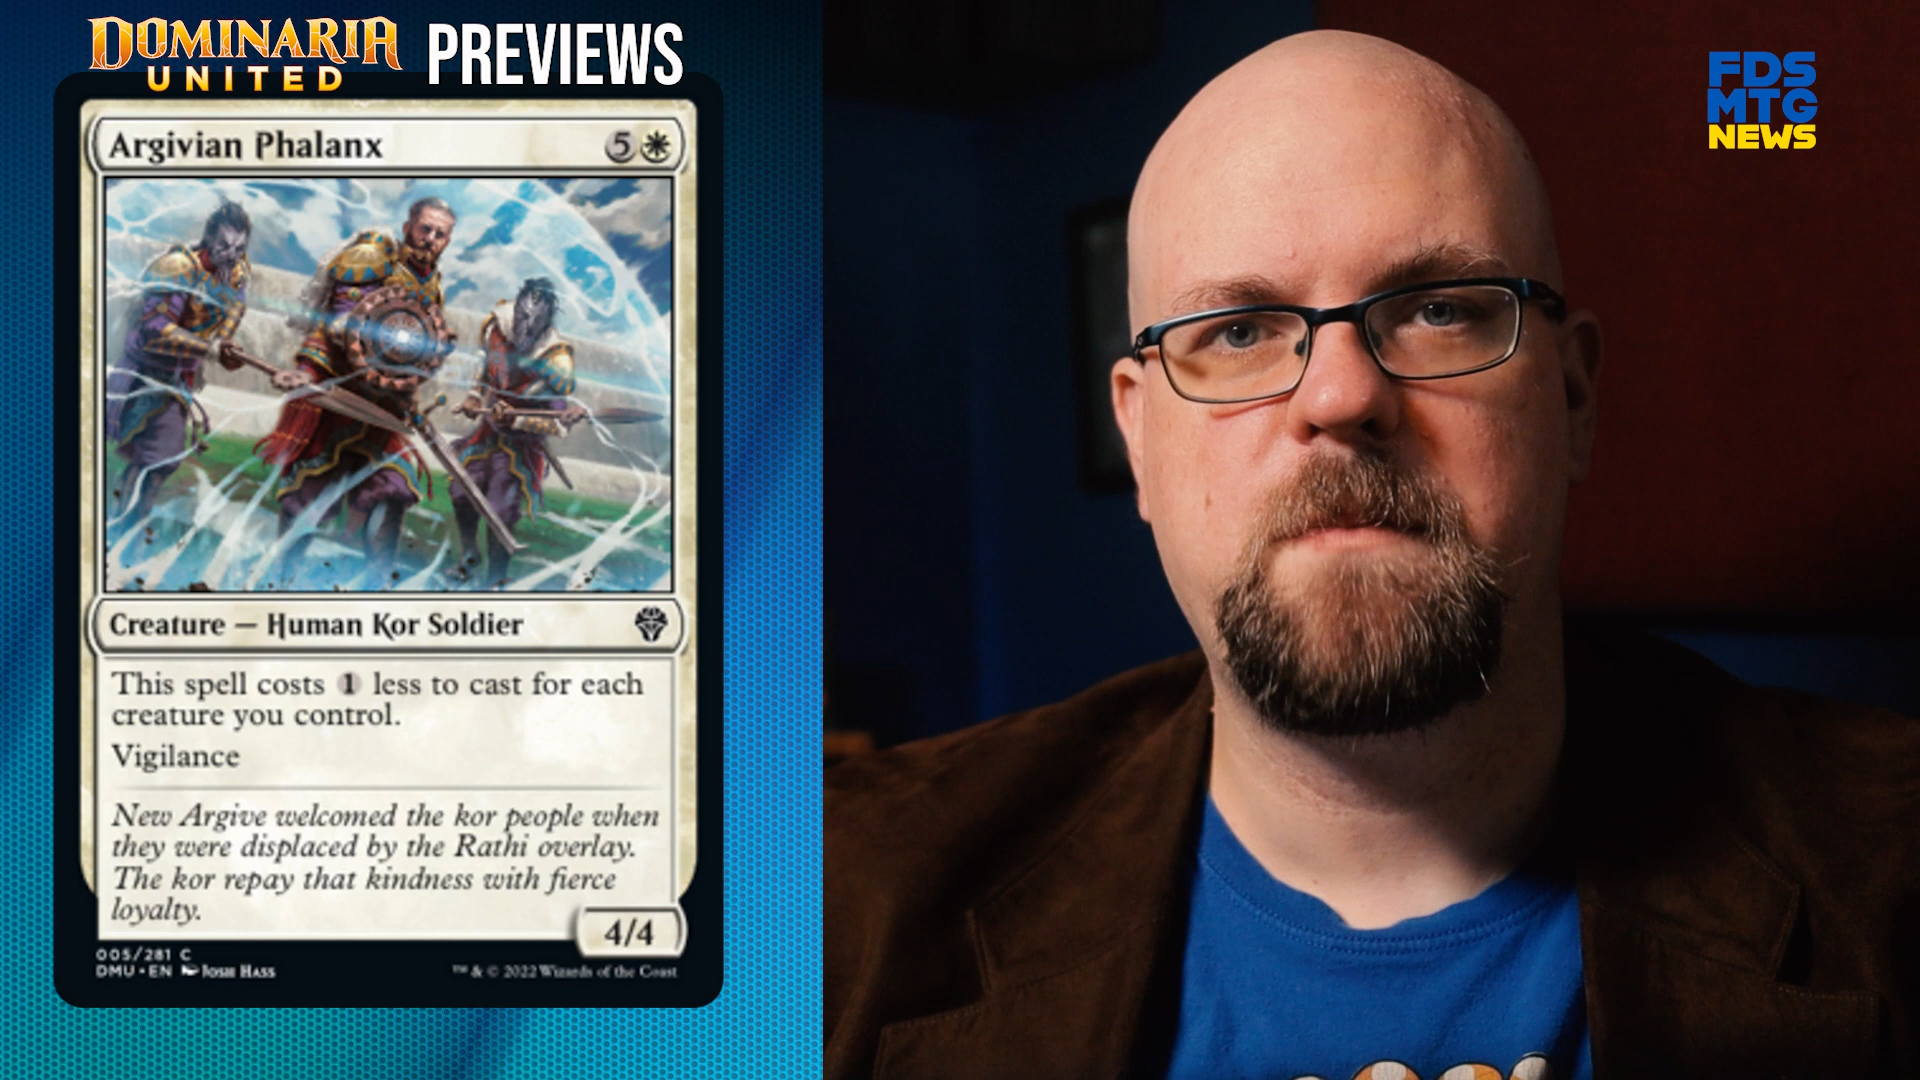 DOMINARIA
UNITED
PREVIEWS
FDS
MTG
NEWS
Argivian Phalanx
5
Creature — Human Kor Soldier
This spell costs 1 less to cast for each
creature you control.
Vigilance
New Argive welcomed the kor people when
they were displaced by the Rathi overlay.
The kor repay that kindness with fierce
loyalty.
4/4
005/281 C
DMU • EN Josh Hass
™ & © 2022 Wizards of the Coast